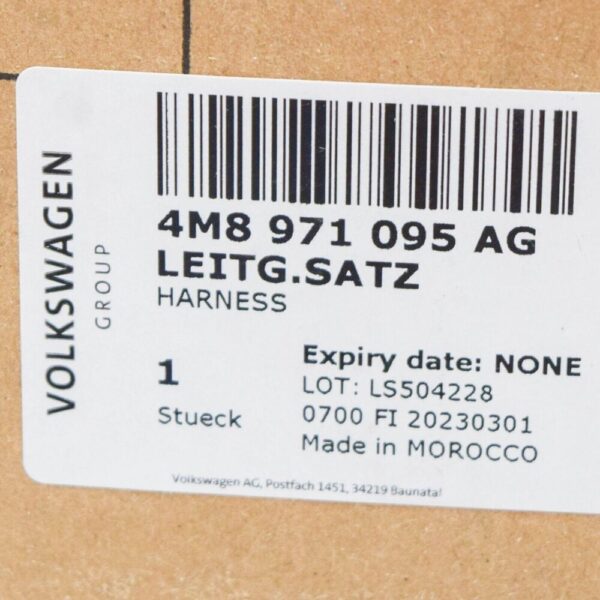 VOLKSWAGEN
GROUP
4M8 971 095 AG
LEITG.SATZ
HARNESS
1
Stueck
Expiry date: NONE
LOT: LS504228
0700 FI 20230301
Made in MOROCCO
Volkswagen AG, Postfach 1451, 34219 Baunatal